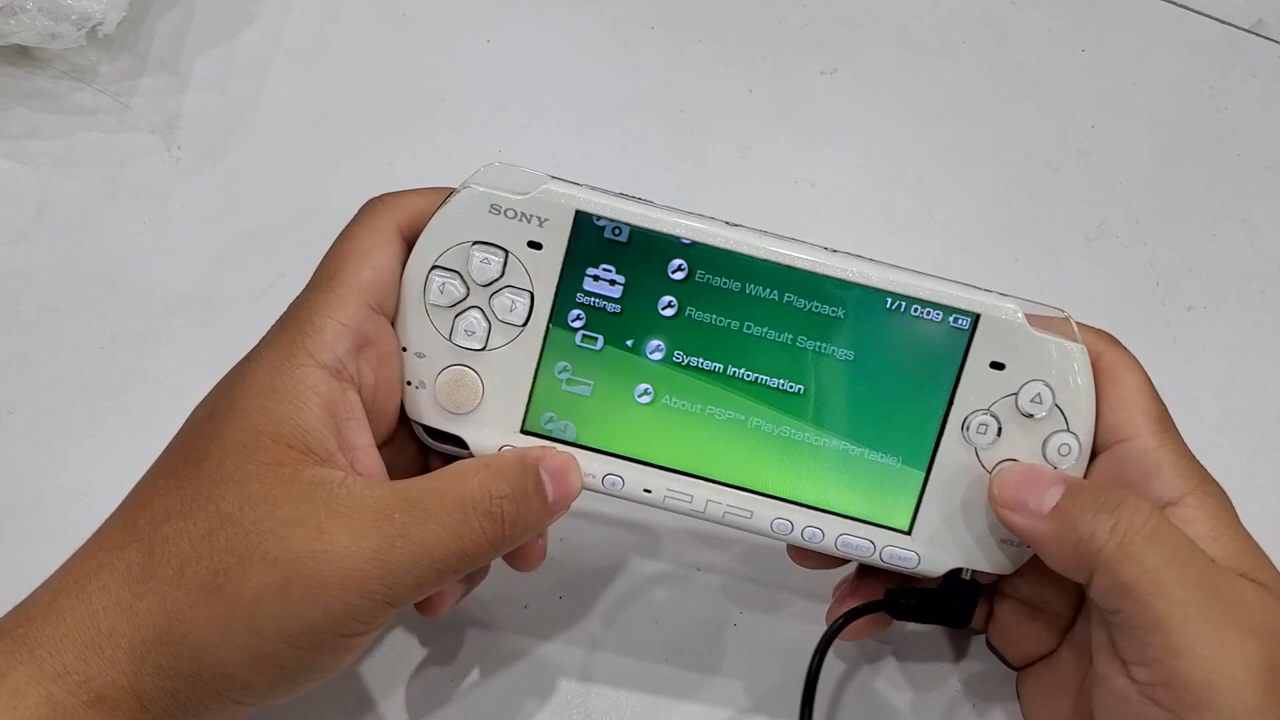 SONY
Enable WMA Playback
1/1 0:09
Settings
Restore Default Settings
System Information
About PSP™ (PlayStation®Portable)
PSP
SELECT
START
HOLD